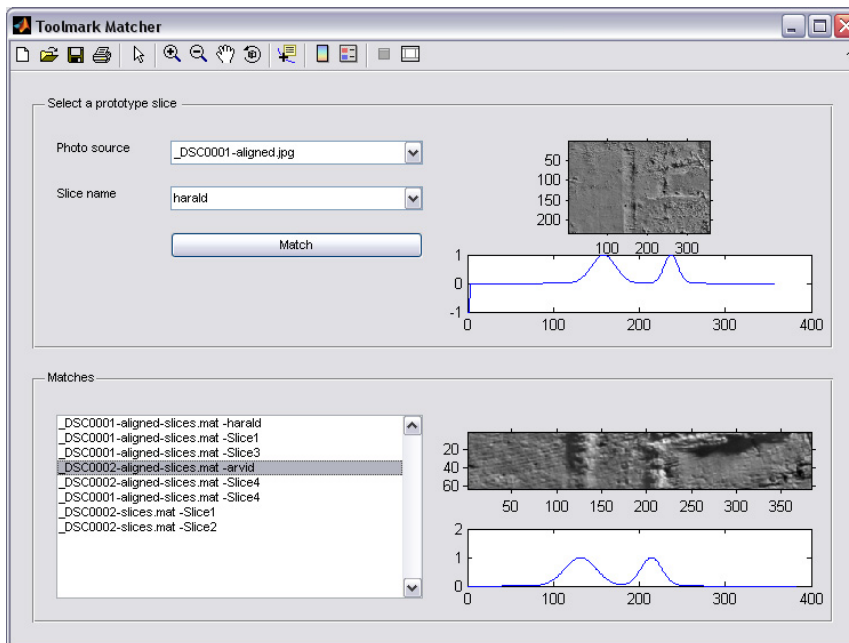 Toolmark Matcher
Select a prototype slice
Photo source
_DSC0001-aligned.jpg
Slice name
harald
Match
50
100
150
200
100 200 300
1
0
-1
0 100 200 300 400
Matches
_DSC0001-aligned-slices.mat -harald
_DSC0001-aligned-slices.mat -Slice1
_DSC0001-aligned-slices.mat -Slice3
_DSC0002-aligned-slices.mat -arvid
_DSC0002-aligned-slices.mat -Slice4
_DSC0001-aligned-slices.mat -Slice4
_DSC0002-slices.mat -Slice1
_DSC0002-slices.mat -Slice2
20
40
60
50 100 150 200 250 300 350
2
1
0
0 100 200 300 400